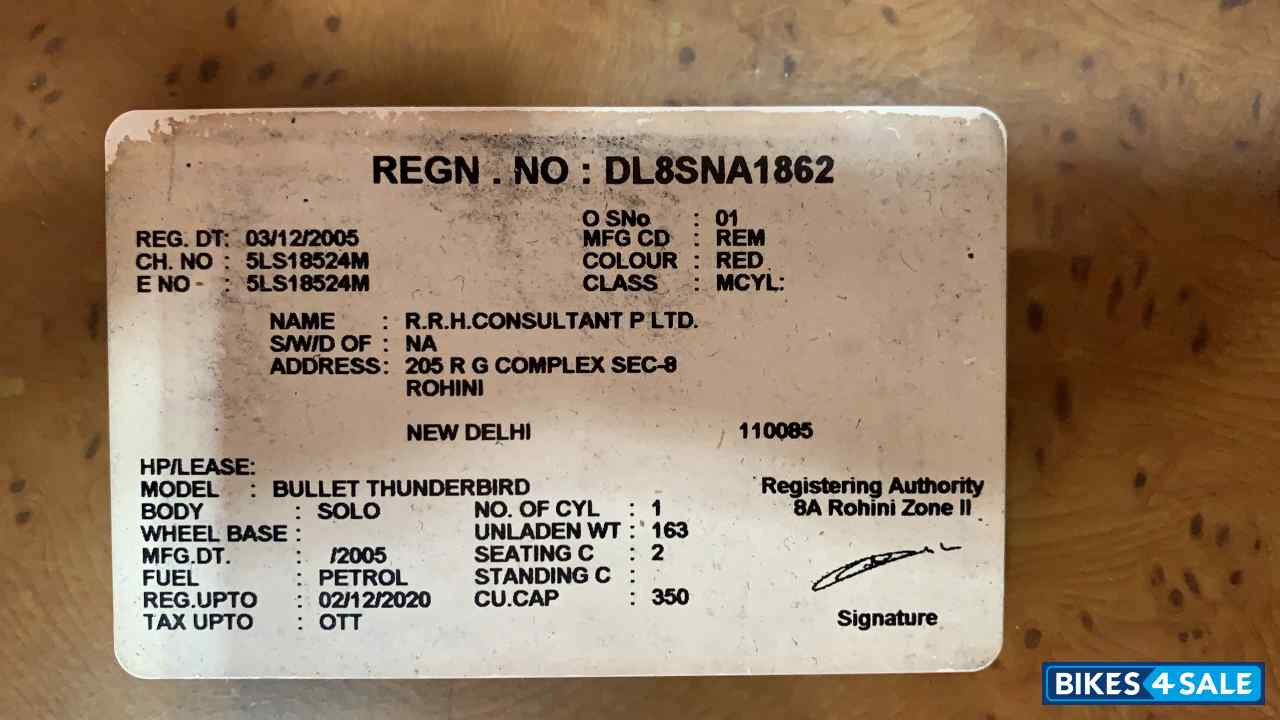 REGN . NO : DL8SNA1862
O SNo : 01
REG. DT: 03/12/2005 MFG CD : REM
CH. NO : 5LS18524M COLOUR : RED
E NO - : 5LS18524M CLASS : MCYL:
NAME : R.R.H.CONSULTANT P LTD.
S/W/D OF : NA
ADDRESS: 205 R G COMPLEX SEC-8
ROHINI
NEW DELHI 110085
HP/LEASE:
MODEL : BULLET THUNDERBIRD Registering Authority
BODY : SOLO NO. OF CYL : 1 8A Rohini Zone II
WHEEL BASE : UNLADEN WT : 163
MFG.DT. : /2005 SEATING C : 2
FUEL : PETROL STANDING C :
REG.UPTO : 02/12/2020 CU.CAP : 350
TAX UPTO : OTT Signature
BIKES4SALE